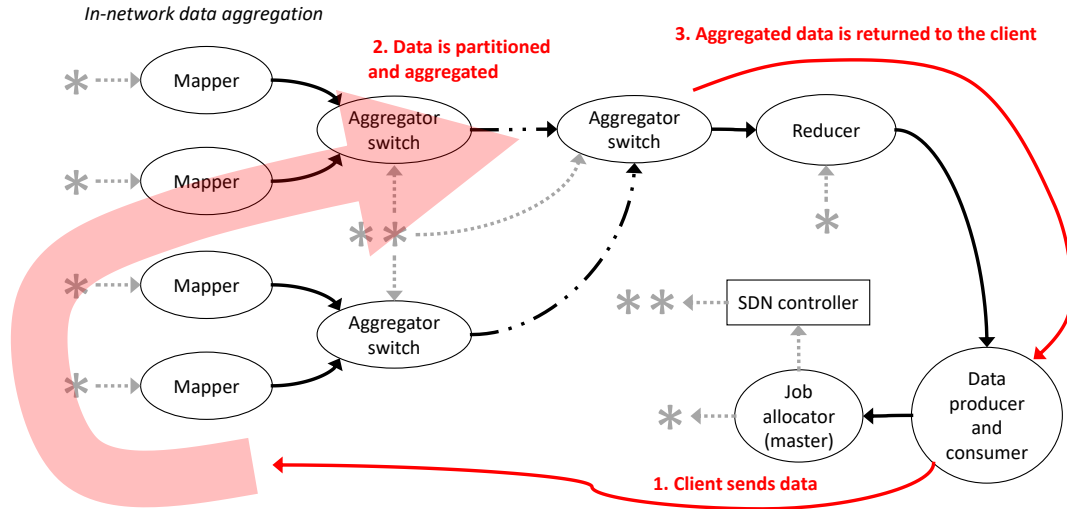 In-network data aggregation
2. Data is partitioned
and aggregated
3. Aggregated data is returned to the client
* Mapper
* Mapper
* Mapper
* Mapper
Aggregator
switch
* *
Aggregator
switch
Aggregator
switch
Reducer
*
* * SDN controller
* Job
allocator
(master)
Data
producer
and
consumer
1. Client sends data